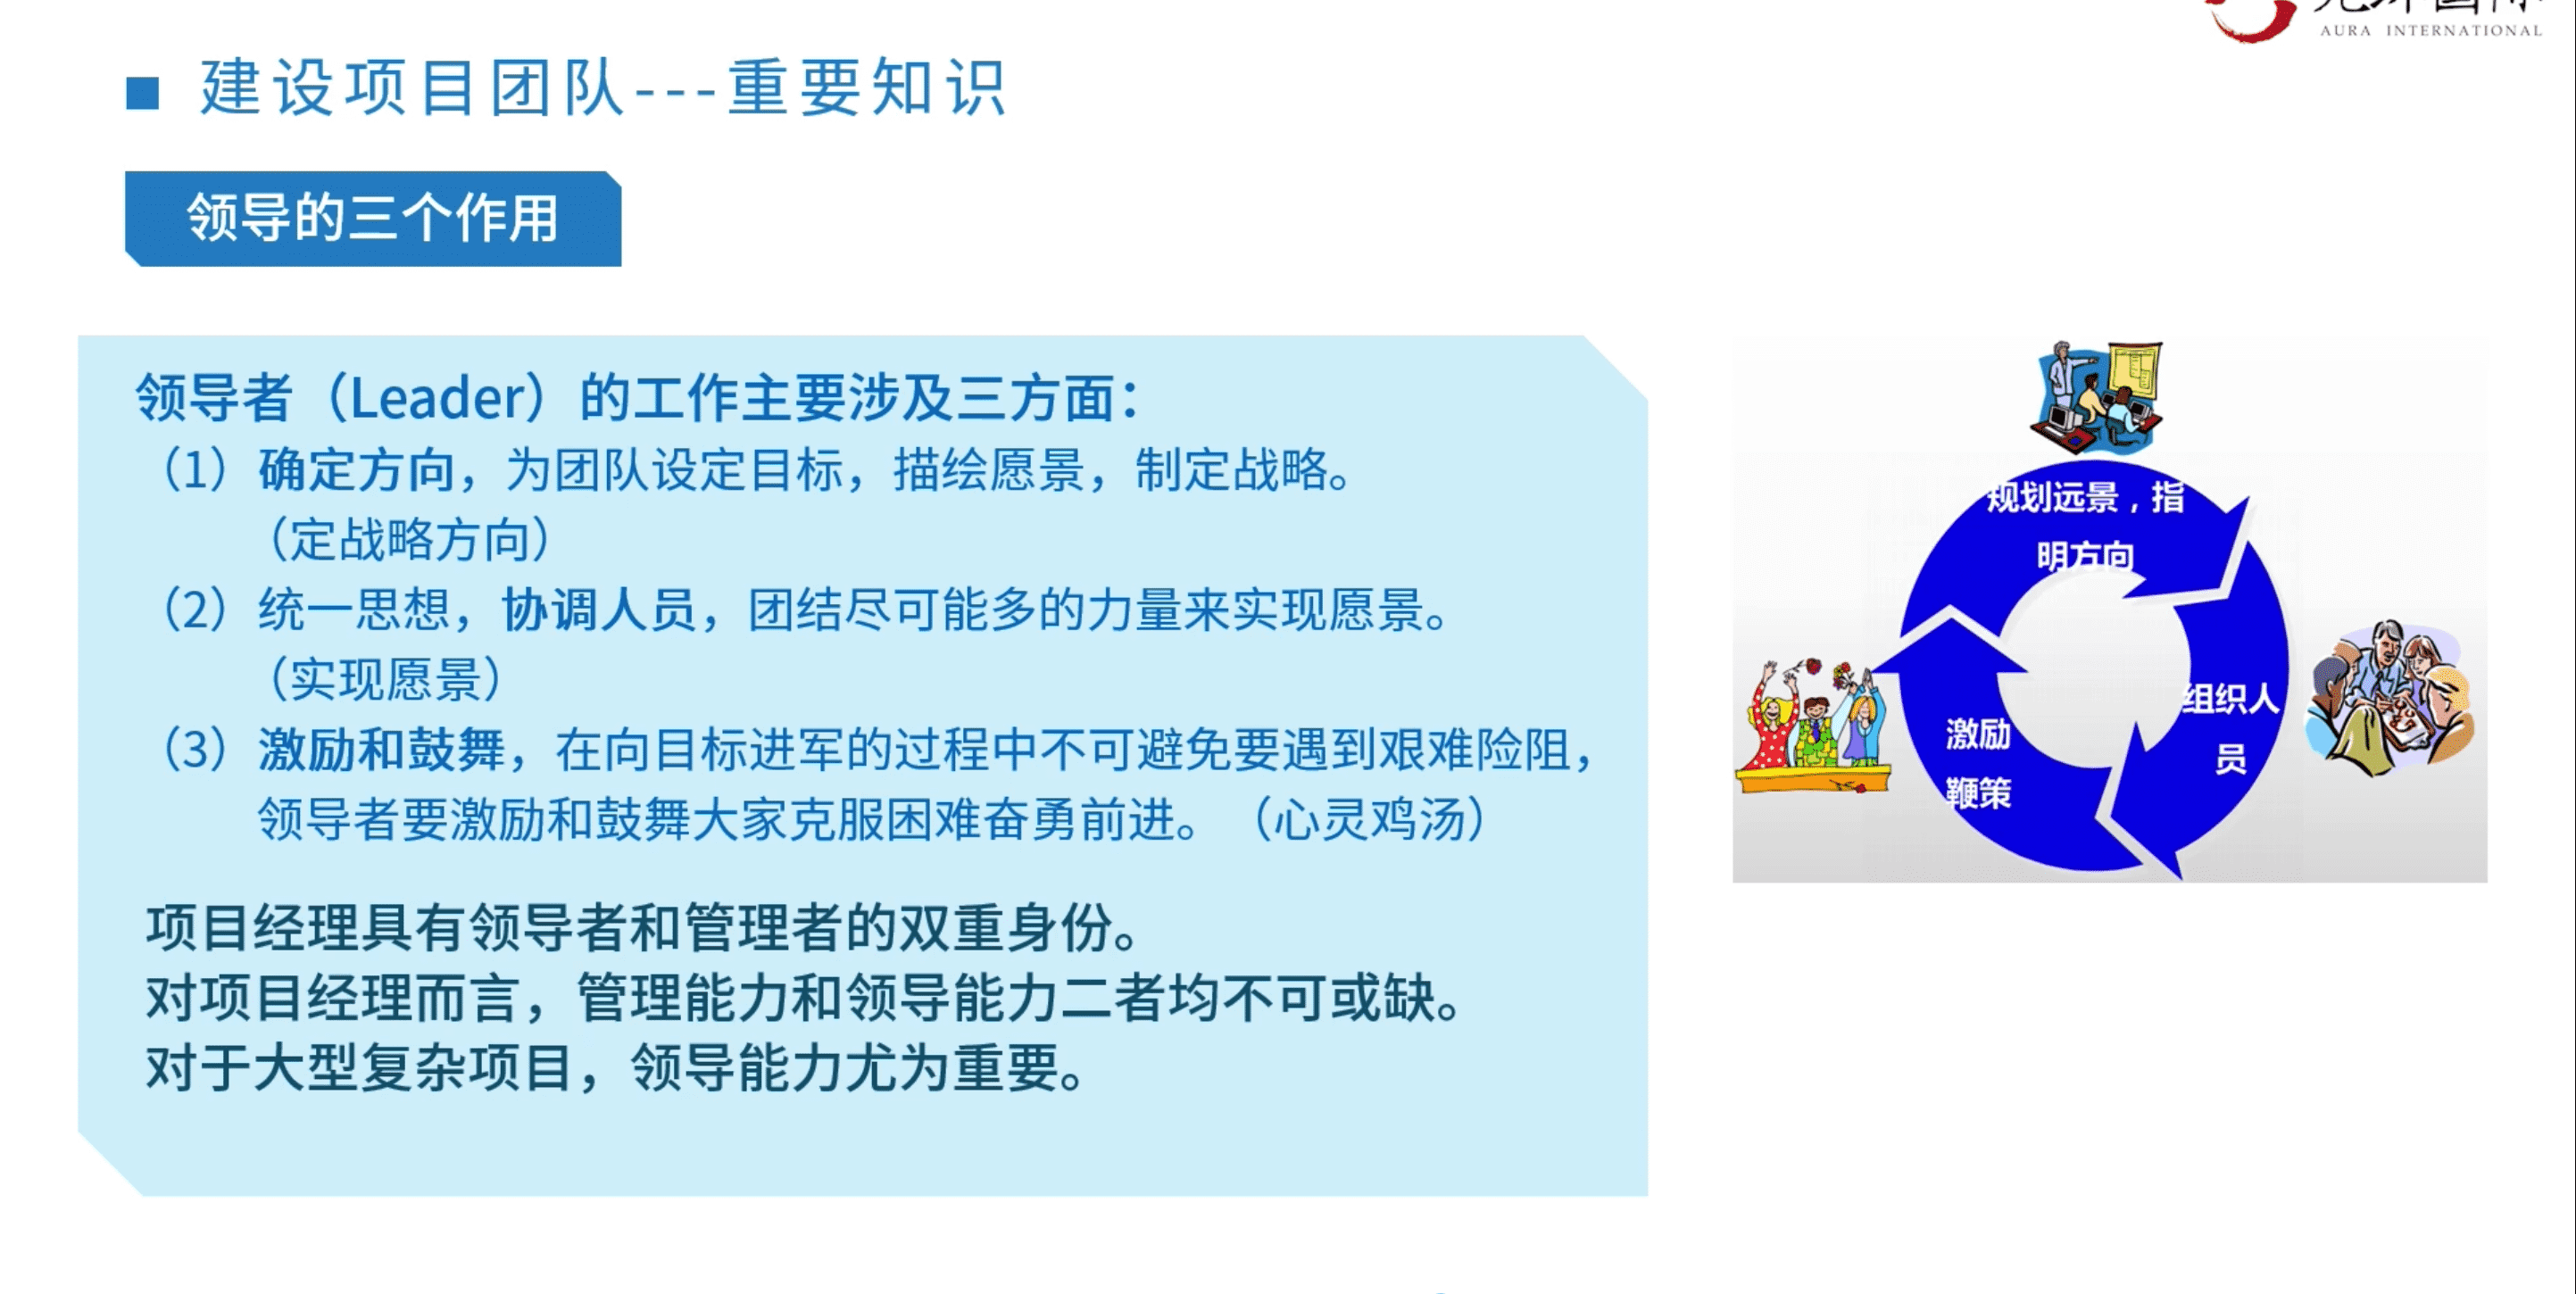 AURA INTERNATIONAL
建设项目团队---重要知识
领导的三个作用
领导者（Leader）的工作主要涉及三方面：
（1）确定方向，为团队设定目标，描绘愿景，制定战略。
（定战略方向）
（2）统一思想，协调人员，团结尽可能多的力量来实现愿景。
（实现愿景）
（3）激励和鼓舞，在向目标进军的过程中不可避免要遇到艰难险阻，
领导者要激励和鼓舞大家克服困难奋勇前进。（心灵鸡汤）
项目经理具有领导者和管理者的双重身份。
对项目经理而言，管理能力和领导能力二者均不可或缺。
对于大型复杂项目，领导能力尤为重要。
规划远景，指
明方向
组织人
员
激励
鞭策